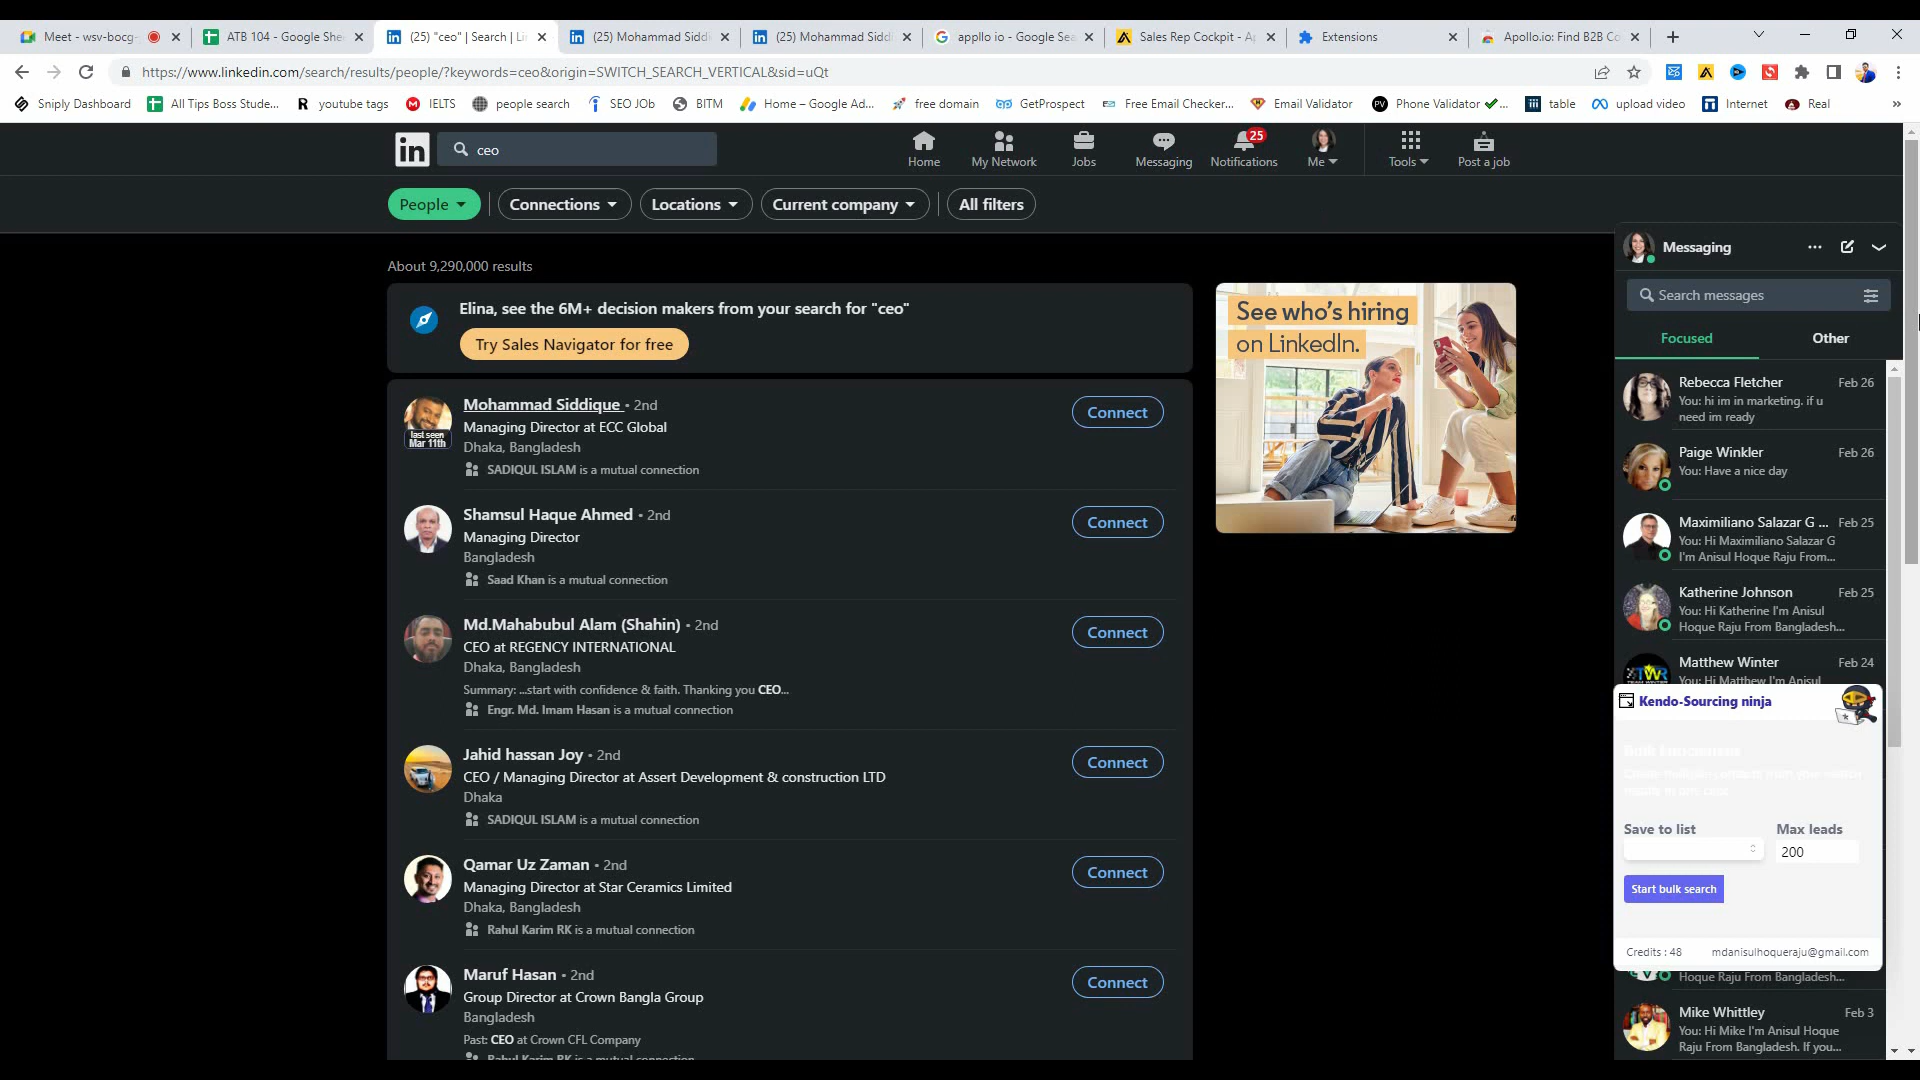 Meet - wsv-bocg-
ATB 104 - Google She
(25) "ceo" | Search | Li
(25) Mohammad Siddi
(25) Mohammad Siddi
appllo io - Google Sea
Sales Rep Cockpit - A
Extensions
Apollo.io: Find B2B Co
https://www.linkedin.com/search/results/people/?keywords=ceo&origin=SWITCH_SEARCH_VERTICAL&sid=uQt
Sniply Dashboard
All Tips Boss Stude...
youtube tags
IELTS
people search
SEO JOb
BITM
Home – Google Ad...
free domain
GetProspect
Free Email Checker...
Email Validator
Phone Validator ✔...
table
upload video
Internet
Real
in
ceo
Home
My Network
Jobs
Messaging
25
Notifications
Me
Tools
Post a job
People
Connections
Locations
Current company
All filters
About 9,290,000 results
Elina, see the 6M+ decision makers from your search for "ceo"
Try Sales Navigator for free
Mohammad Siddique • 2nd
Managing Director at ECC Global
Dhaka, Bangladesh
SADIQUL ISLAM is a mutual connection
Connect
last seen
Mar 11th
Shamsul Haque Ahmed • 2nd
Managing Director
Bangladesh
Saad Khan is a mutual connection
Connect
Md.Mahabubul Alam (Shahin) • 2nd
CEO at REGENCY INTERNATIONAL
Dhaka, Bangladesh
Summary: ...start with confidence & faith. Thanking you CEO...
Engr. Md. Imam Hasan is a mutual connection
Connect
Jahid hassan Joy • 2nd
CEO / Managing Director at Assert Development & construction LTD
Dhaka
SADIQUL ISLAM is a mutual connection
Connect
Qamar Uz Zaman • 2nd
Managing Director at Star Ceramics Limited
Dhaka, Bangladesh
Rahul Karim RK is a mutual connection
Connect
Maruf Hasan • 2nd
Group Director at Crown Bangla Group
Bangladesh
Past: CEO at Crown CFL Company
Rahul Karim RK is a mutual connection
Connect
See who's hiring
on LinkedIn.
Messaging
Search messages
Focused
Other
Rebecca Fletcher Feb 26
You: hi im in marketing. if u
need im ready
Paige Winkler Feb 26
You: Have a nice day
Maximiliano Salazar G ... Feb 25
You: Hi Maximiliano Salazar G
I'm Anisul Hoque Raju From...
Katherine Johnson Feb 25
You: Hi Katherine I'm Anisul
Hoque Raju From Bangladesh...
Matthew Winter Feb 24
You: Hi Matthew I'm Anisul
Kendo-Sourcing ninja
Save to list
Max leads
200
Start bulk search
Credits : 48
mdanisulhoqueraju@gmail.com
Hoque Raju From Bangladesh...
Mike Whittley Feb 3
You: Hi Mike I'm Anisul Hoque
Raju From Bangladesh. If you...